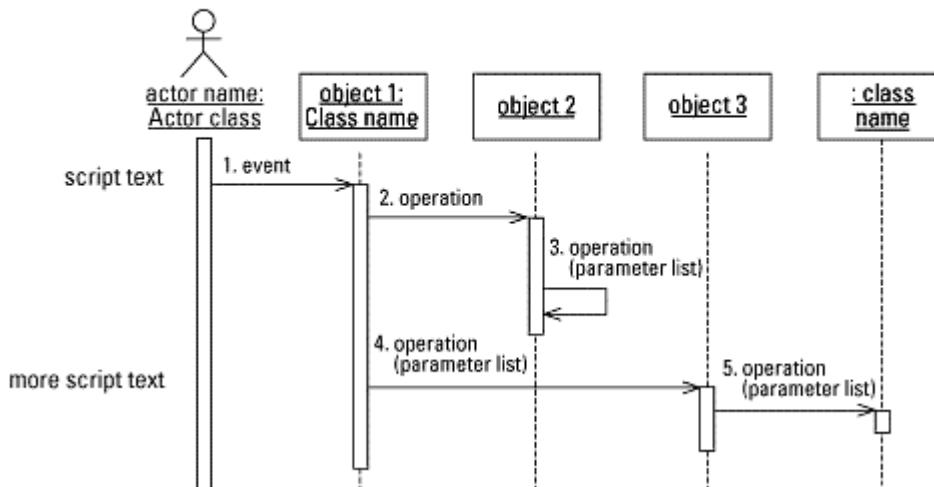 actor name:
Actor class
object 1:
Class name
object 2
object 3
: class
name
script text
1. event
2. operation
3. operation
(parameter list)
4. operation
(parameter list)
more script text
5. operation
(parameter list)